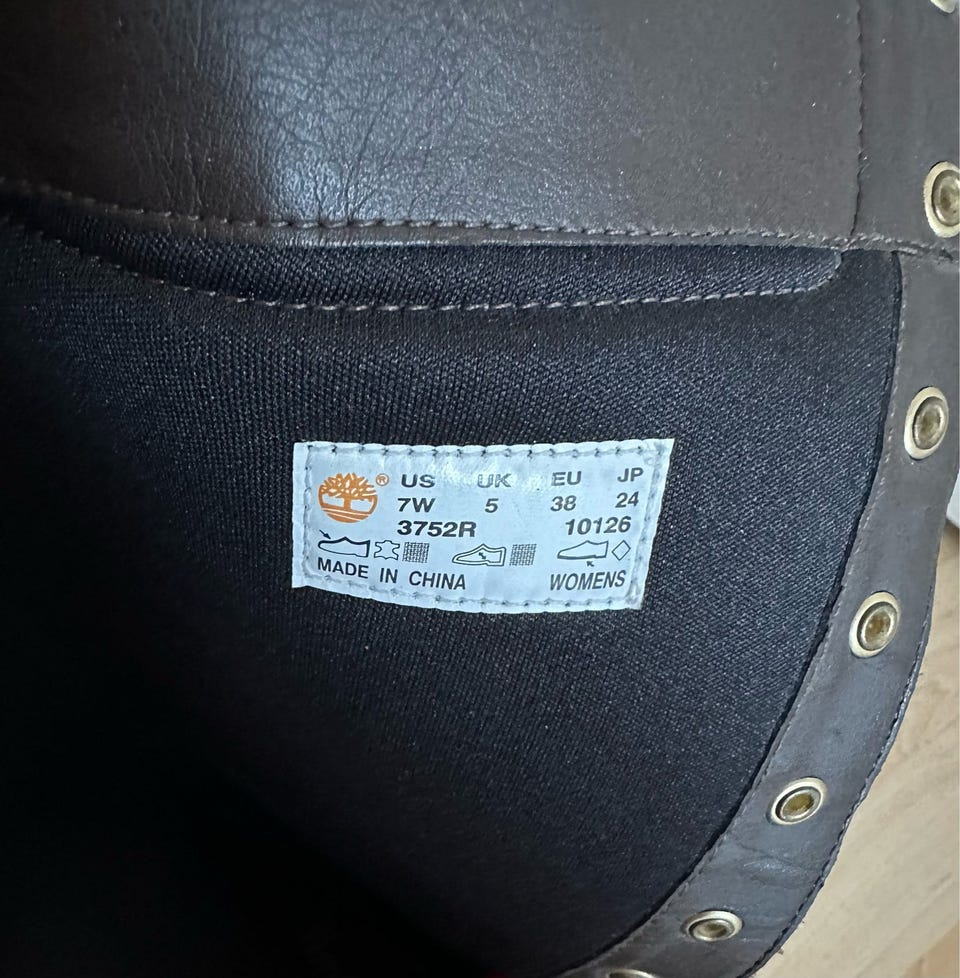 ® US UK EU JP
7W 5 38 24
3752R 10126
MADE IN CHINA WOMENS